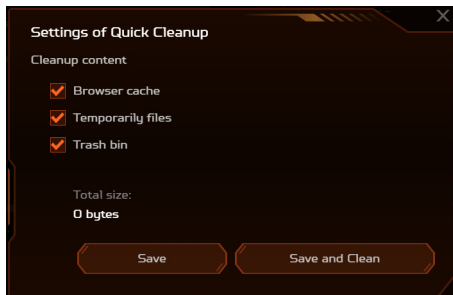 Settings of Quick Cleanup
Cleanup content
Browser cache
Temporarily files
Trash bin
Total size:
0 bytes
Save
Save and Clean